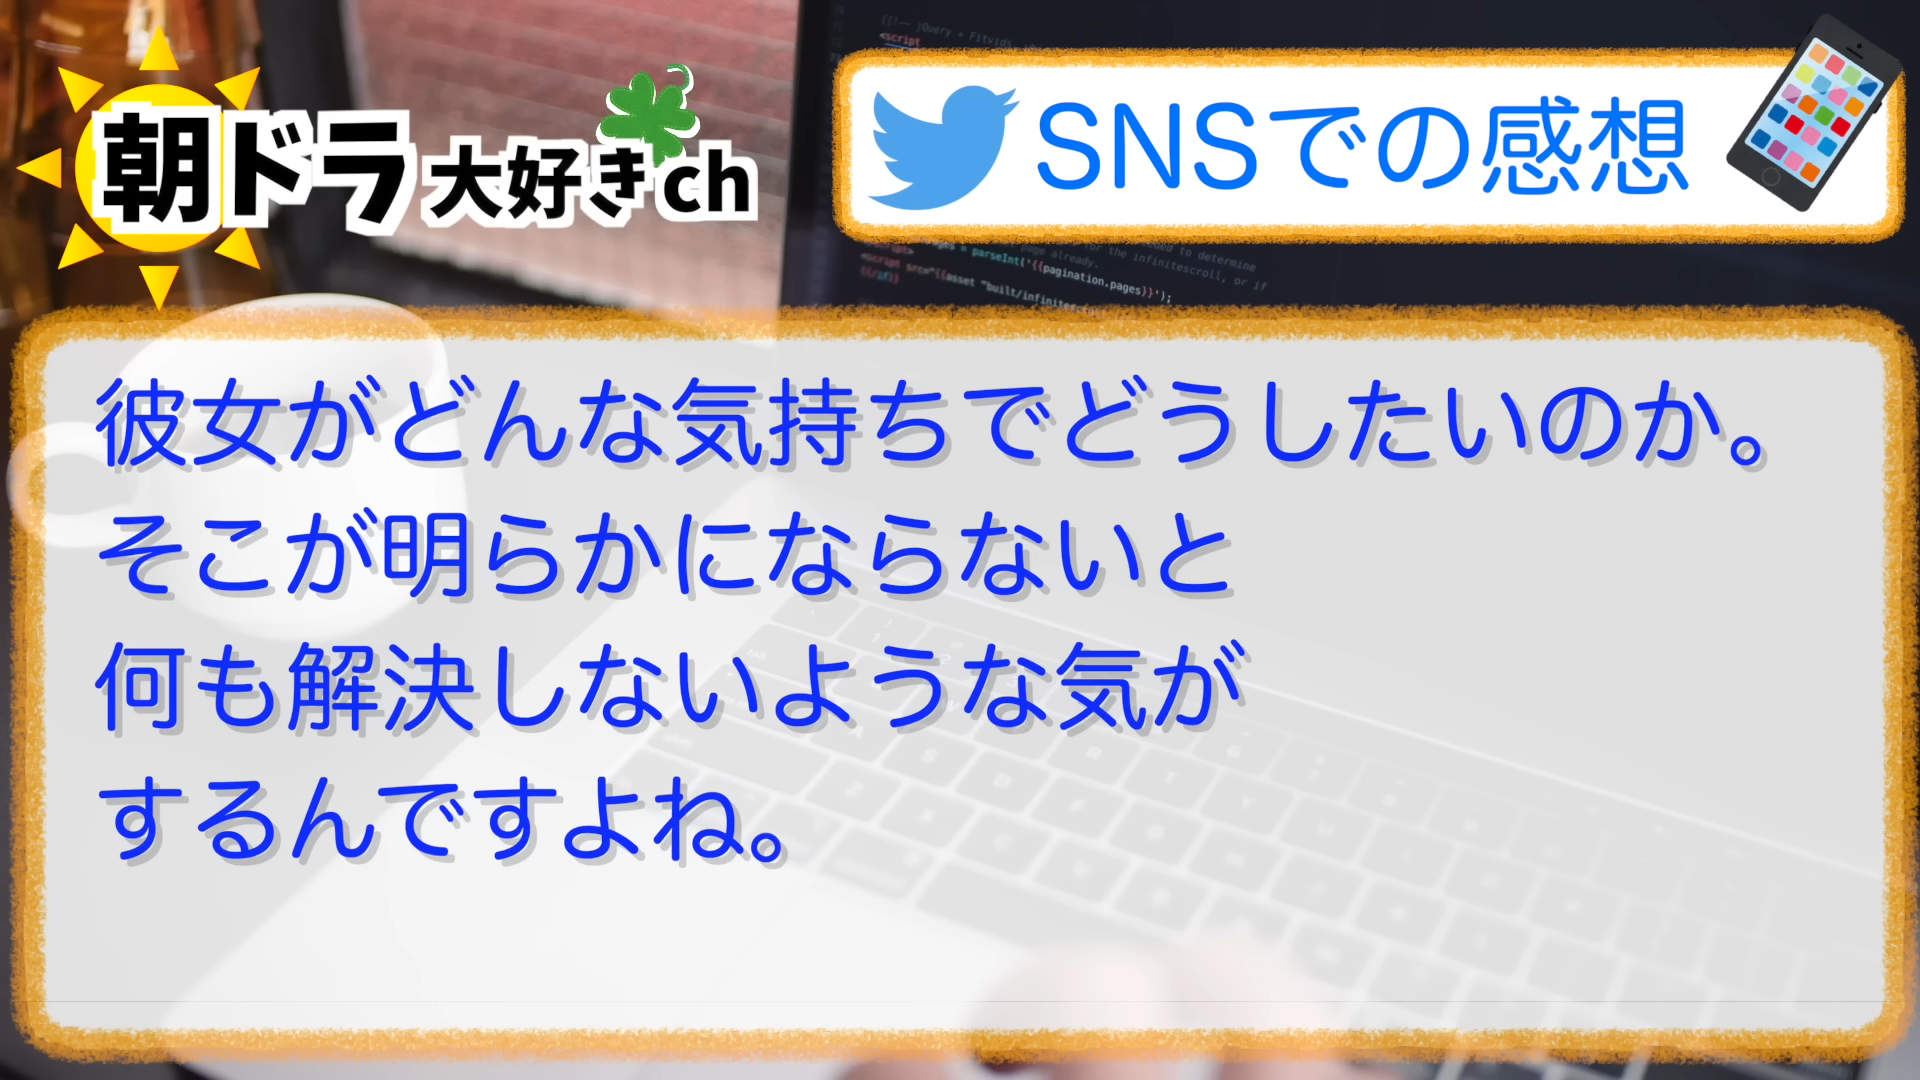 朝ドラ大好きch
SNSでの感想
彼女がどんな気持ちでどうしたいのか。
そこが明らかにならないと
何も解決しないような気が
するんですよね。